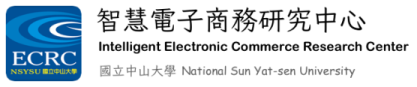 ECRC
NSYSU 國立中山大學
智慧電子商務研究中心
Intelligent Electronic Commerce Research Center
國立中山大學 National Sun Yat-sen University